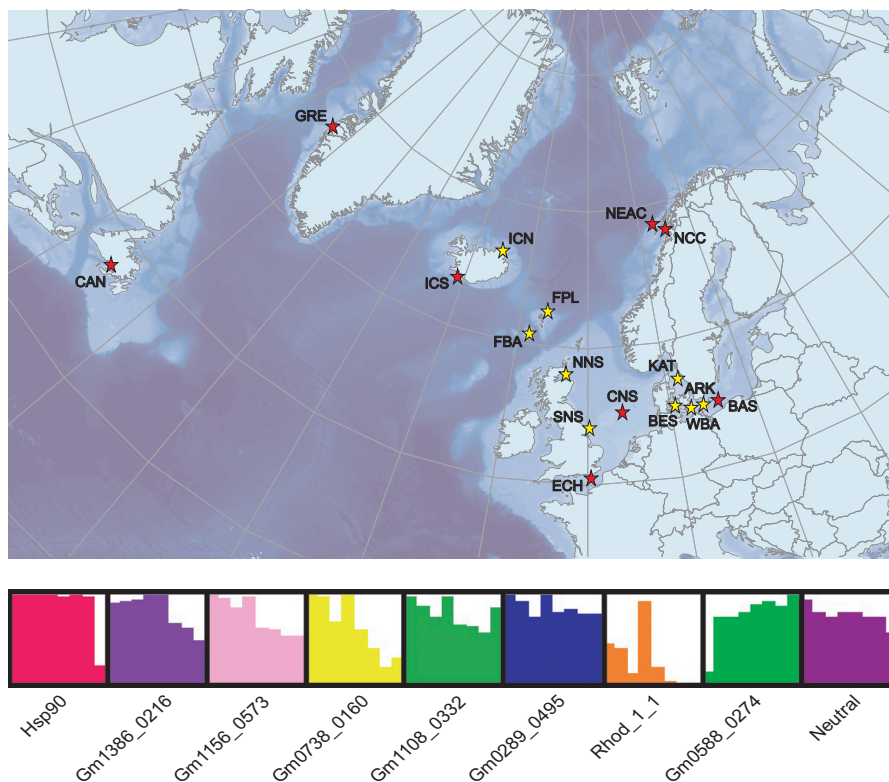 GRE
CAN
ICN
ICS
NEAC
NCC
FPL
FBA
NNS
KAT
CNS
ARK
SNS
BES
WBA
BAS
ECH
Hsp90
Gm1386_0216
Gm1156_0573
Gm0738_0160
Gm1108_0332
Gm0289_0495
Rhod_1_1
Gm0588_0274
Neutral